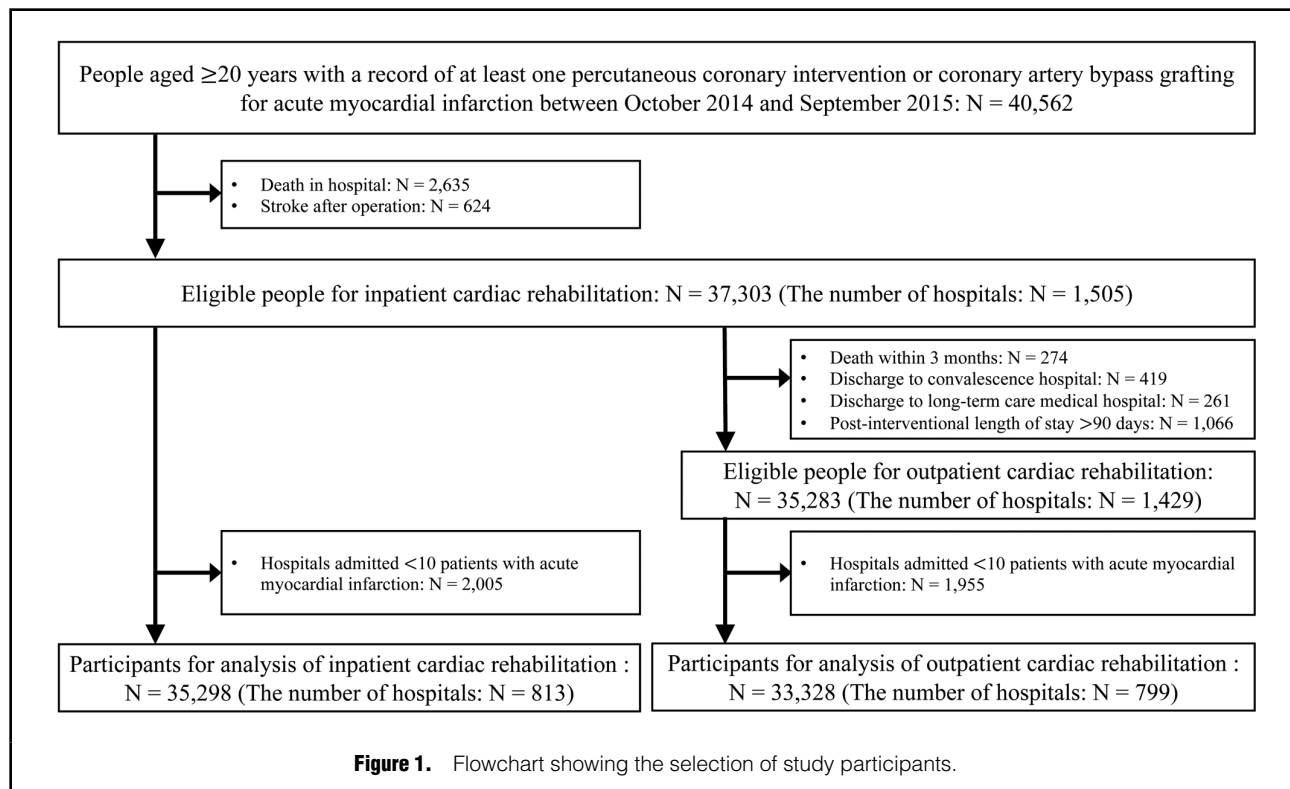 People aged ≥20 years with a record of at least one percutaneous coronary intervention or coronary artery bypass grafting
for acute myocardial infarction between October 2014 and September 2015: N = 40,562
• Death in hospital: N = 2,635
• Stroke after operation: N = 624
Eligible people for inpatient cardiac rehabilitation: N = 37,303 (The number of hospitals: N = 1,505)
• Death within 3 months: N = 274
• Discharge to convalescence hospital: N = 419
• Discharge to long-term care medical hospital: N = 261
• Post-interventional length of stay >90 days: N = 1,066
Eligible people for outpatient cardiac rehabilitation:
N = 35,283 (The number of hospitals: N = 1,429)
• Hospitals admitted <10 patients with acute
myocardial infarction: N = 2,005
• Hospitals admitted <10 patients with acute myocardial
infarction: N = 1,955
Participants for analysis of inpatient cardiac rehabilitation :
N = 35,298 (The number of hospitals: N = 813)
Participants for analysis of outpatient cardiac rehabilitation :
N = 33,328 (The number of hospitals: N = 799)
Figure 1. Flowchart showing the selection of study participants.